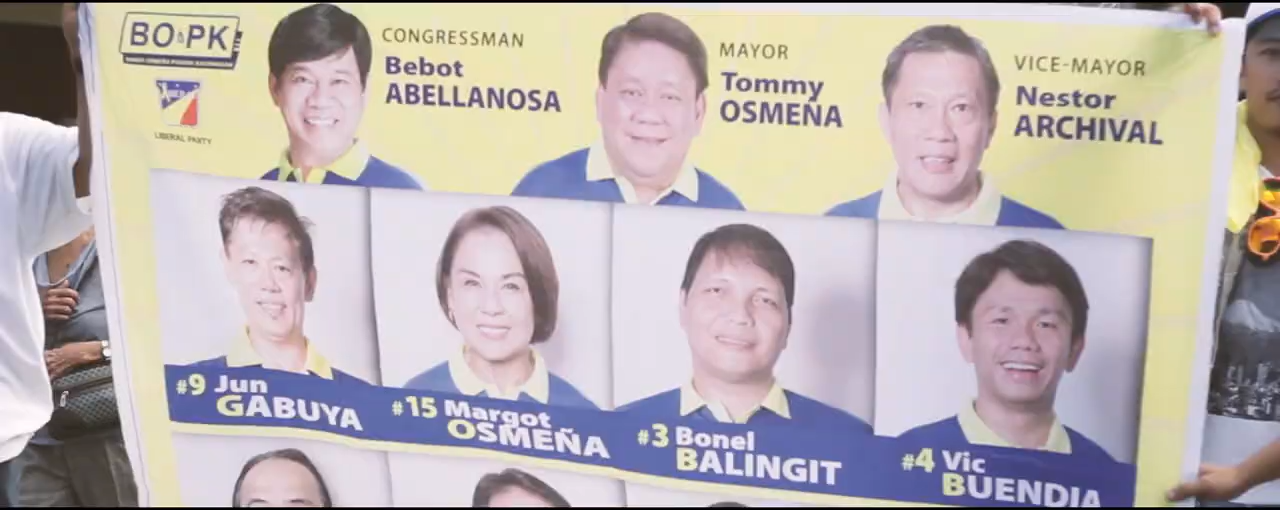 BO PK
CONGRESSMAN
Bebot
ABELLANOSA
MAYOR
Tommy
OSMEÑA
VICE-MAYOR
Nestor
ARCHIVAL
LIBERAL PARTY
#9 Jun
GABUYA
#15 Margot
OSMEÑA
#3 Bonel
BALINGIT
#4 Vic
BUENDIA